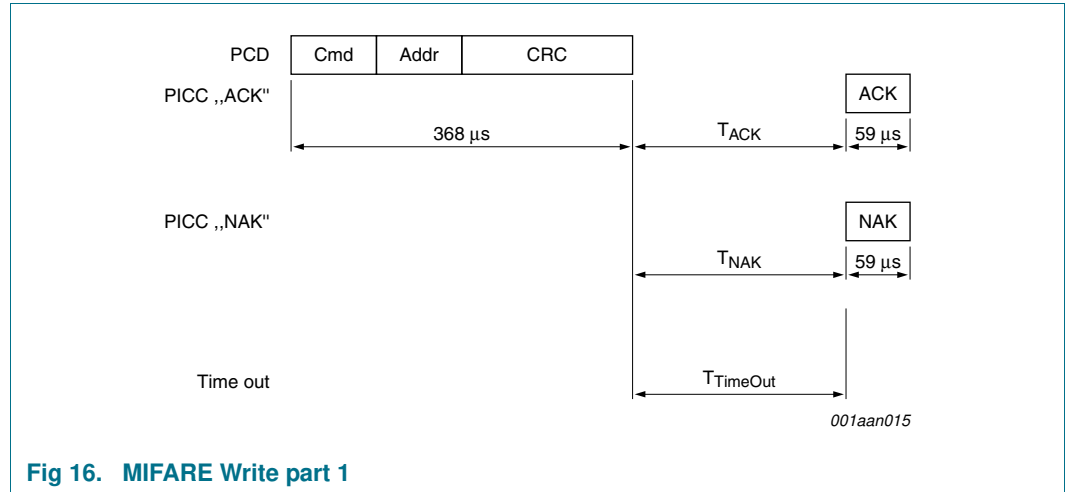 PCD Cmd Addr CRC
PICC ,,ACK" ACK
368 µs TACK 59 µs
PICC ,,NAK" NAK
TNAK 59 µs
Time out TTimeOut
001aan015
Fig 16. MIFARE Write part 1